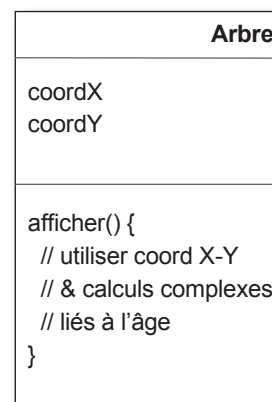 Arbre
coordX
coordY
afficher() {
// utiliser coord X-Y
// & calculs complexes
// liés à l’âge
}